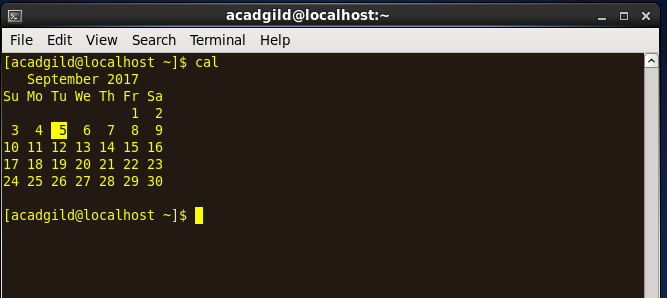 acadgild@localhost:~
File Edit View Search Terminal Help
[acadgild@localhost ~]$ cal
   September 2017
Su Mo Tu We Th Fr Sa
                1  2
 3  4  5  6  7  8  9
10 11 12 13 14 15 16
17 18 19 20 21 22 23
24 25 26 27 28 29 30
[acadgild@localhost ~]$